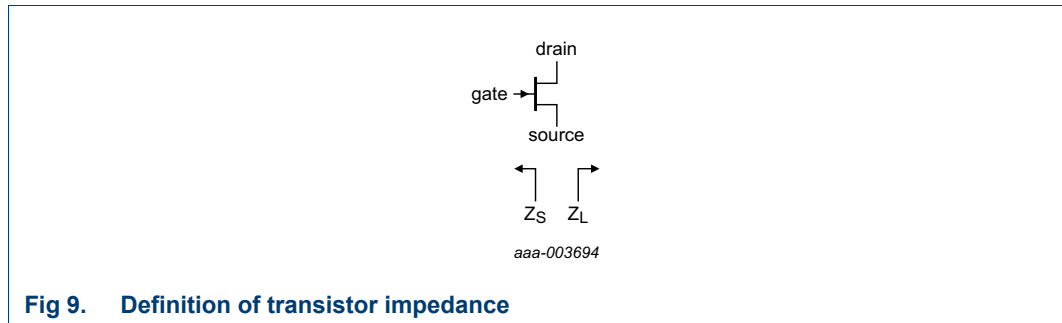 drain
gate
source
ZS ZL
aaa-003694
Fig 9. Definition of transistor impedance